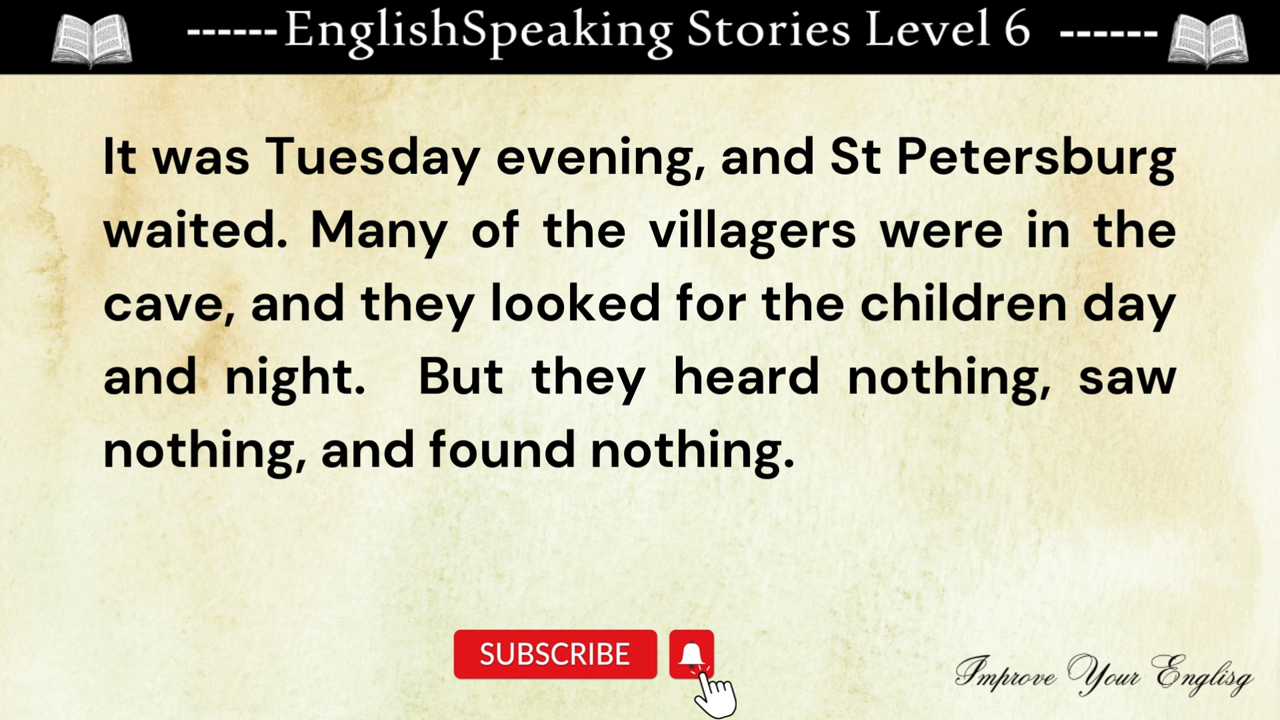 ------EnglishSpeaking Stories Level 6 ------
It was Tuesday evening, and St Petersburg
waited. Many of the villagers were in the
cave, and they looked for the children day
and night. But they heard nothing, saw
nothing, and found nothing.
SUBSCRIBE
Improve Your Englisg